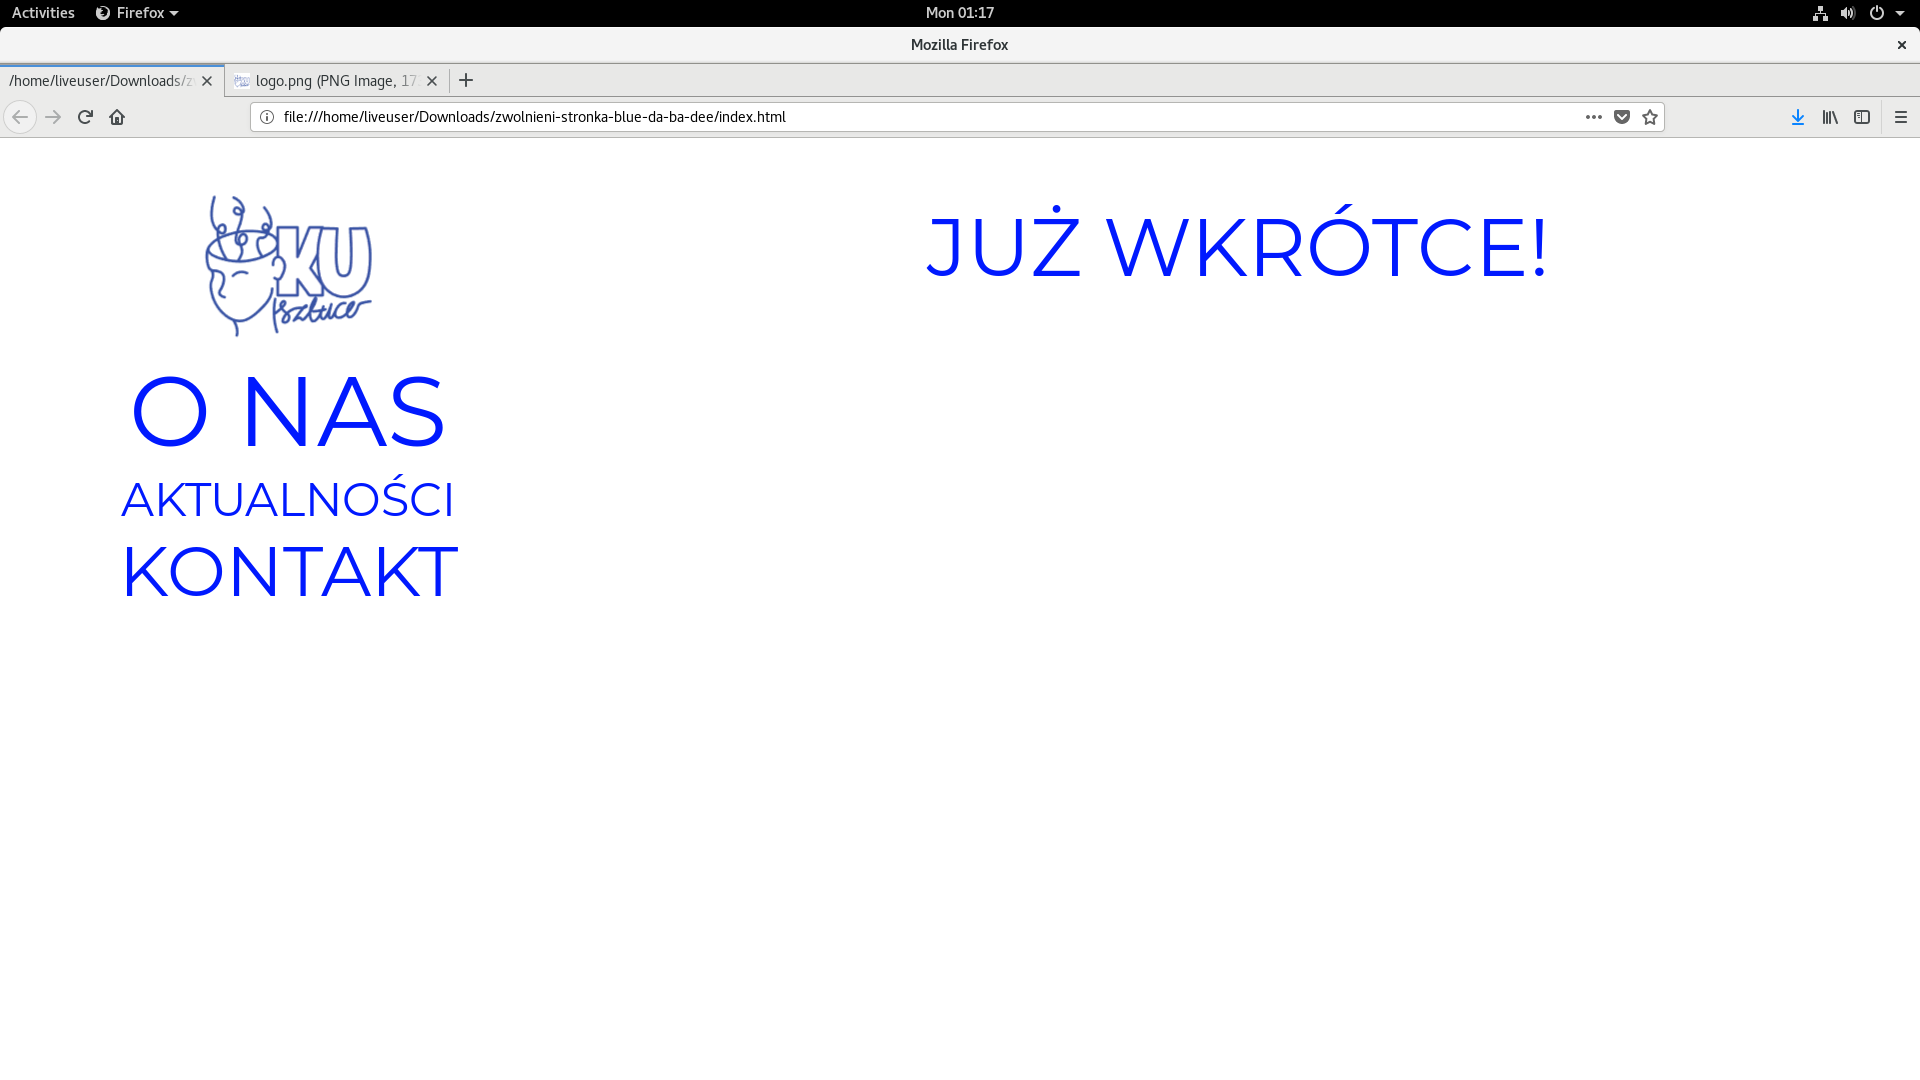 Activities
Firefox
Mon 01:17
Mozilla Firefox
/home/liveuser/Downloads/z
logo.png (PNG Image, 17
file:///home/liveuser/Downloads/zwolnieni-stronka-blue-da-ba-dee/index.html
KU
sztuce
JUŻ WKRÓTCE!
O NAS
AKTUALNOŚCI
KONTAKT